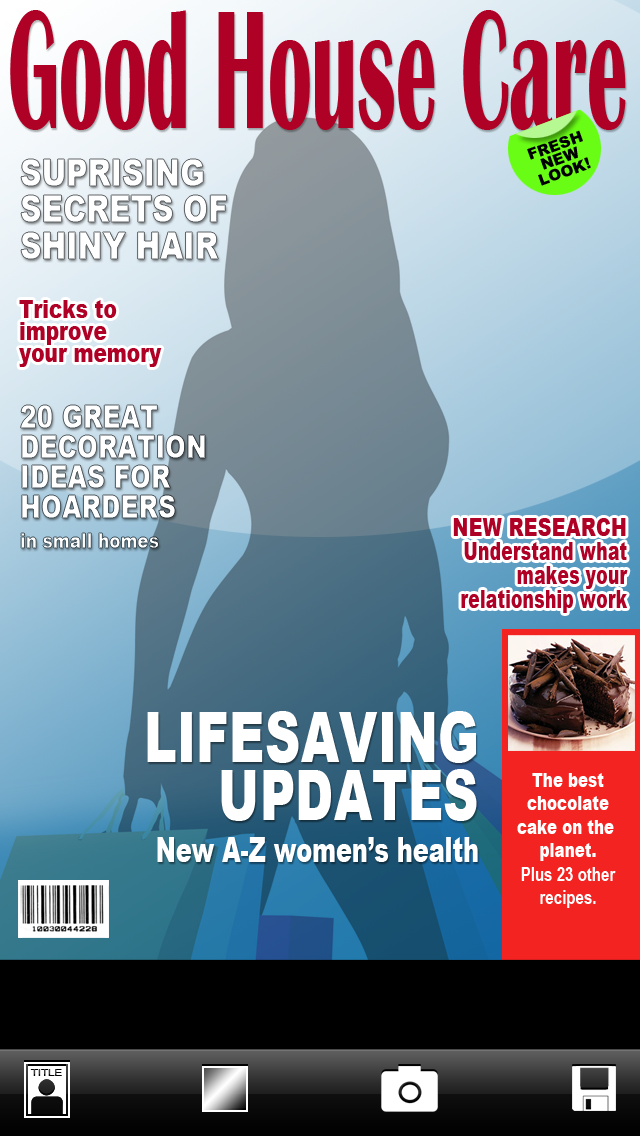 Good House Care
FRESH
NEW
LOOK!
SUPRISING
SECRETS OF
SHINY HAIR
Tricks to
improve
your memory
20 GREAT
DECORATION
IDEAS FOR
HOARDERS
in small homes
NEW RESEARCH
Understand what
makes your
relationship work
LIFESAVING
UPDATES
New A-Z women's health
The best
chocolate
cake on the
planet.
Plus 23 other
recipes.
10030044228
TITLE